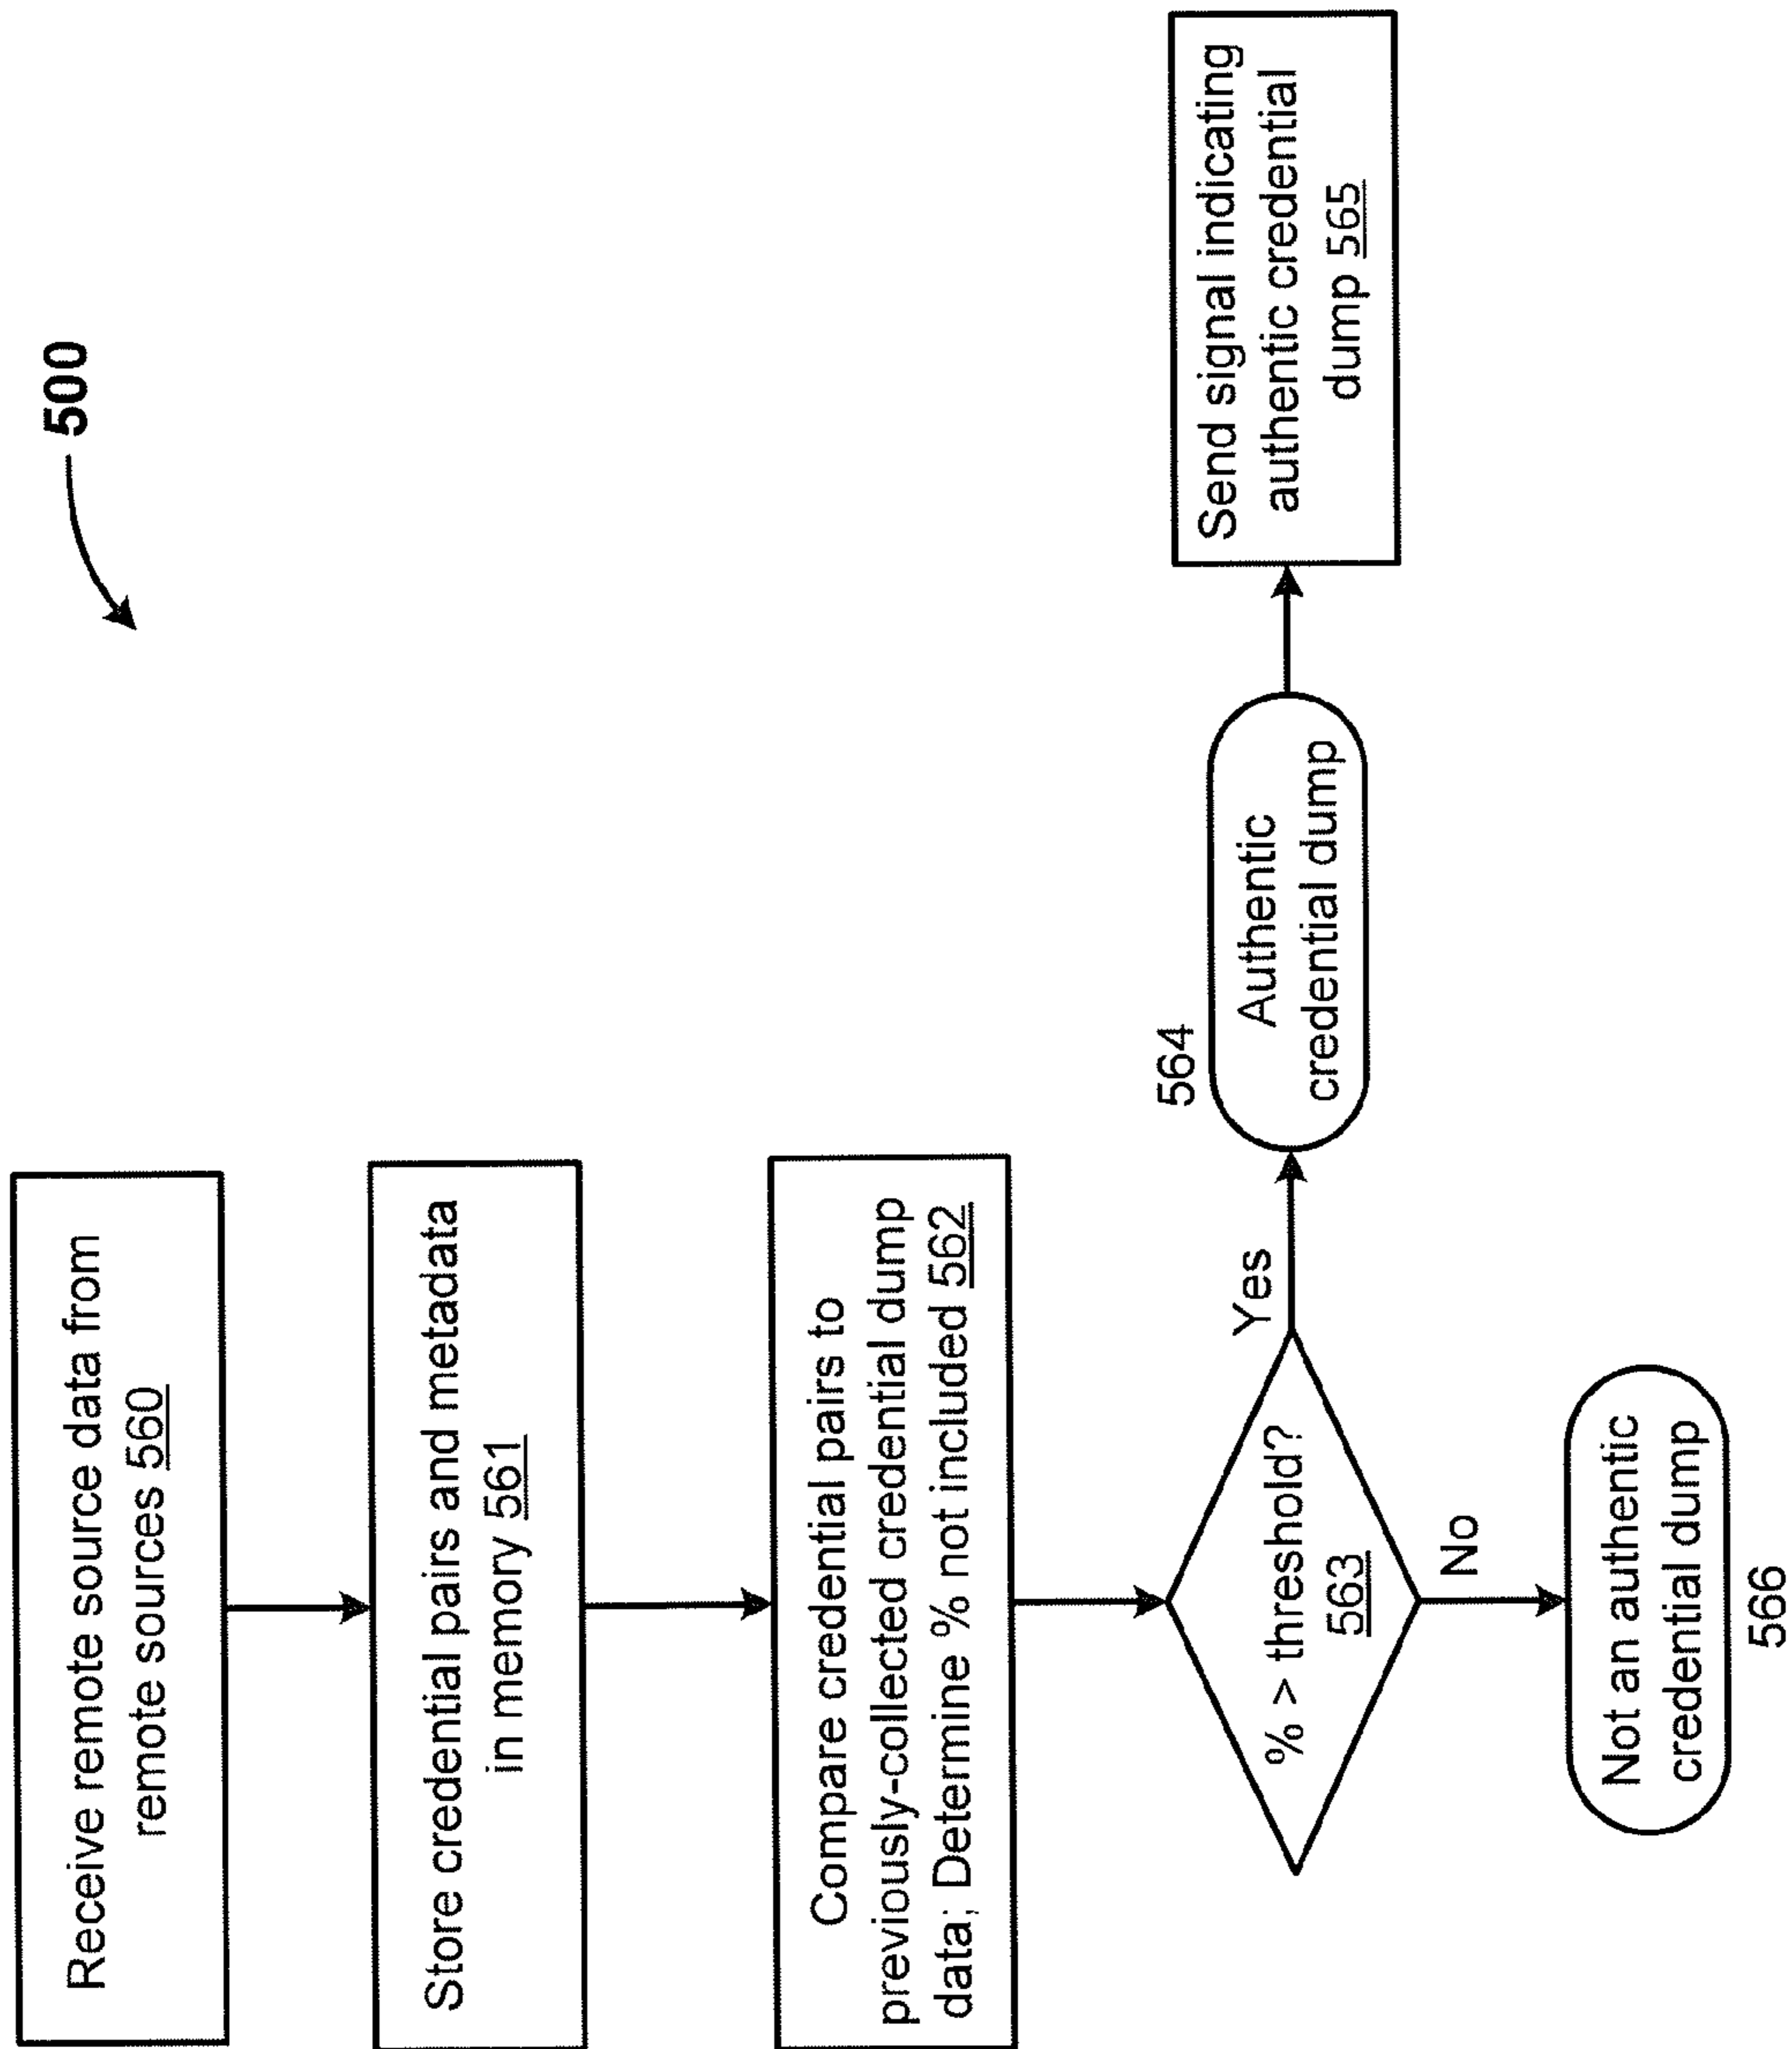 500
Receive remote source data from
remote sources 560
Store credential pairs and metadata
in memory 561
Compare credential pairs to
previously-collected credential dump
data; Determine % not included 562
% > threshold?
563
Yes
No
564
Authentic
credential dump
Send signal indicating
authentic credential
dump 565
Not an authentic
credential dump
566